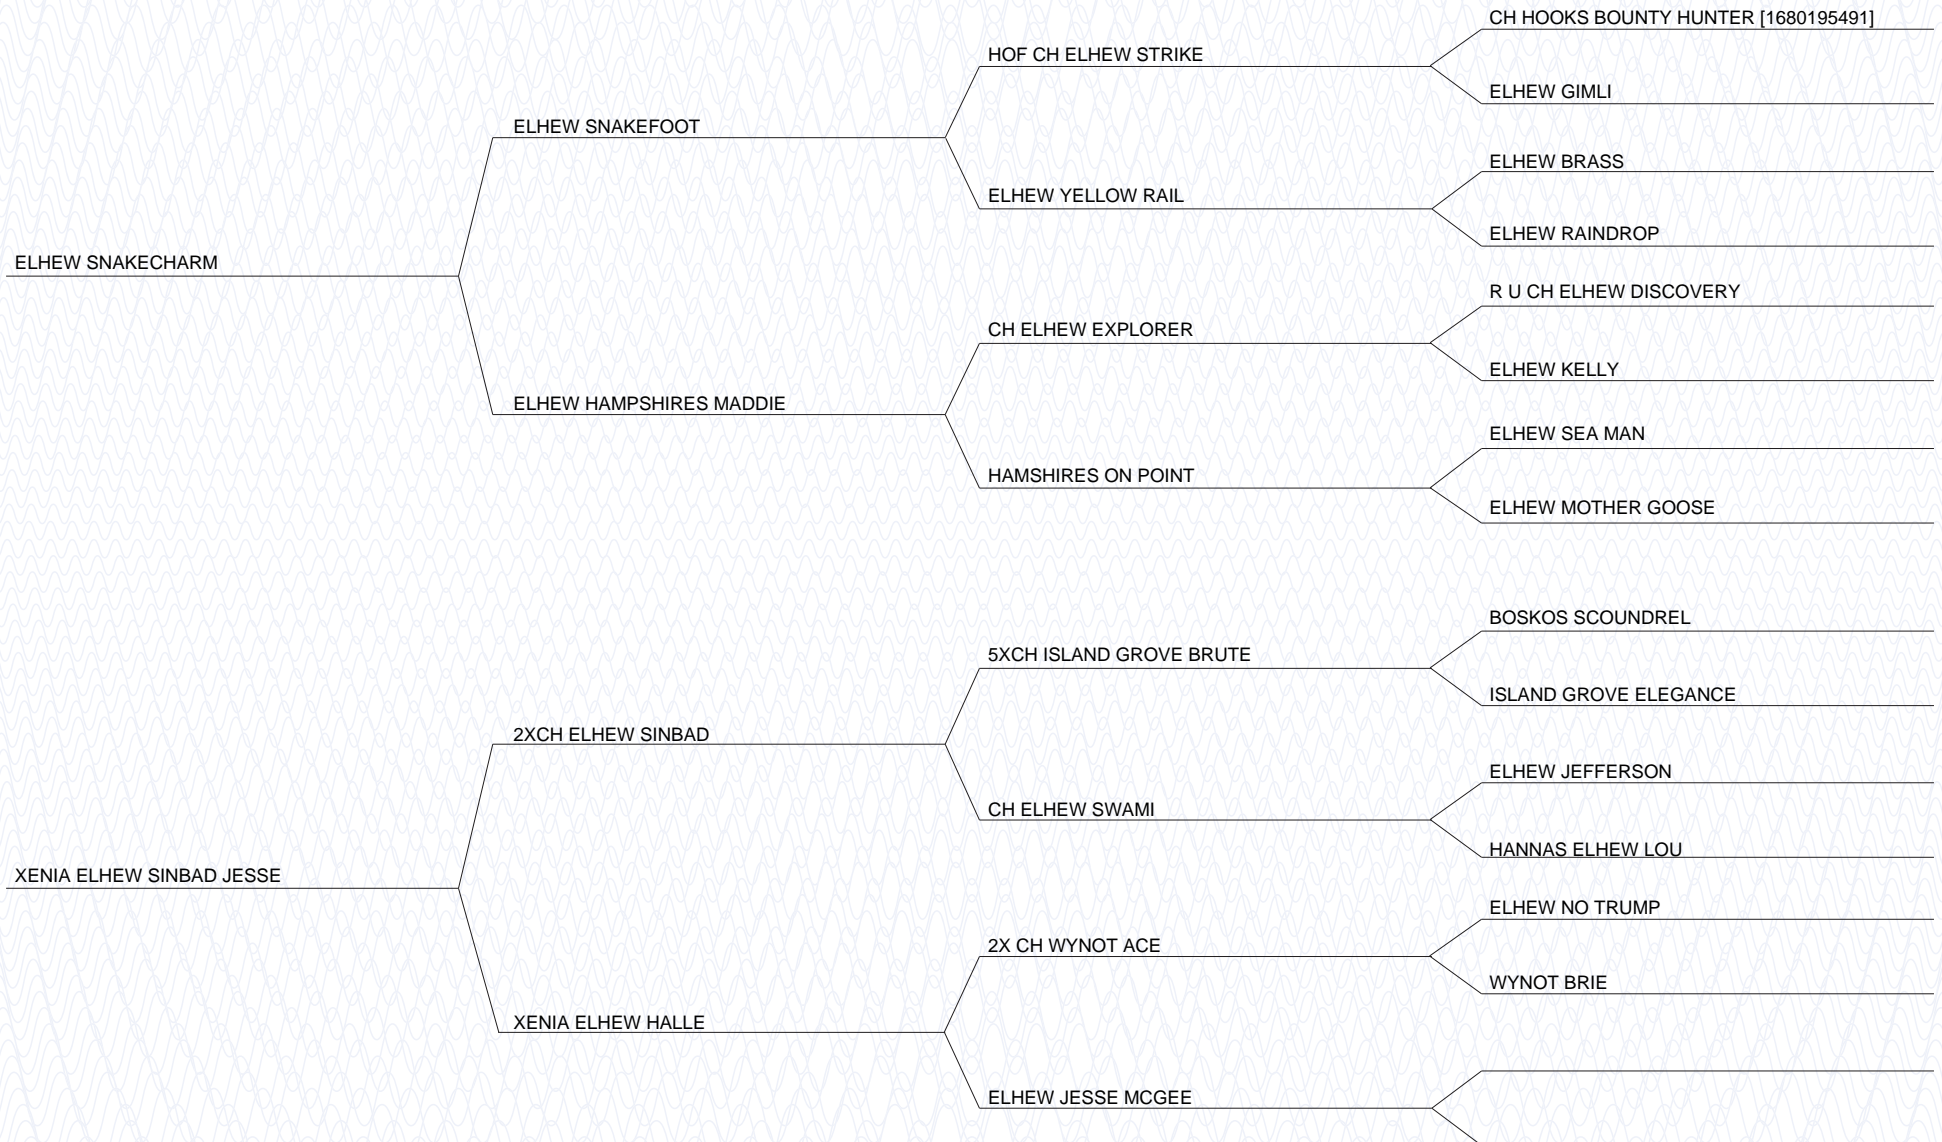 CH HOOKS BOUNTY HUNTER [1680195491]
HOF CH ELHEW STRIKE
ELHEW GIMLI
ELHEW SNAKEFOOT
ELHEW BRASS
ELHEW YELLOW RAIL
ELHEW RAINDROP
ELHEW SNAKECHARM
R U CH ELHEW DISCOVERY
CH ELHEW EXPLORER
ELHEW KELLY
ELHEW HAMPSHIRES MADDIE
ELHEW SEA MAN
HAMSHIRES ON POINT
ELHEW MOTHER GOOSE
BOSKOS SCOUNDREL
5XCH ISLAND GROVE BRUTE
ISLAND GROVE ELEGANCE
2XCH ELHEW SINBAD
ELHEW JEFFERSON
CH ELHEW SWAMI
HANNAS ELHEW LOU
XENIA ELHEW SINBAD JESSE
ELHEW NO TRUMP
2X CH WYNOT ACE
WYNOT BRIE
XENIA ELHEW HALLE
ELHEW JESSE MCGEE